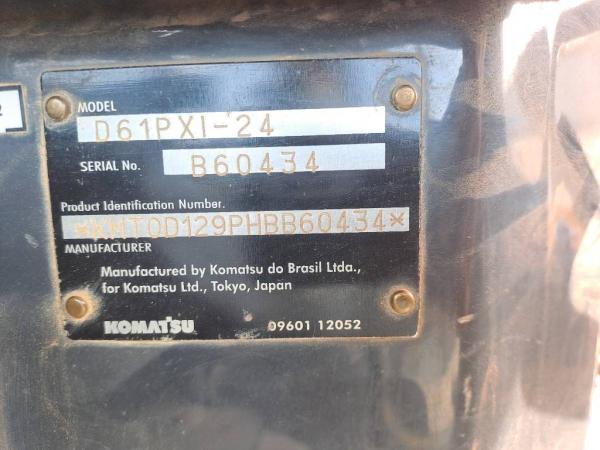 2
MODEL
D61PXI-24
SERIAL No.
B60434
Product Identification Number.
*KMT0D129PHBB60434*
MANUFACTURER
Manufactured by Komatsu do Brasil Ltda.,
for Komatsu Ltd., Tokyo, Japan
KOMATSU
09601 12052